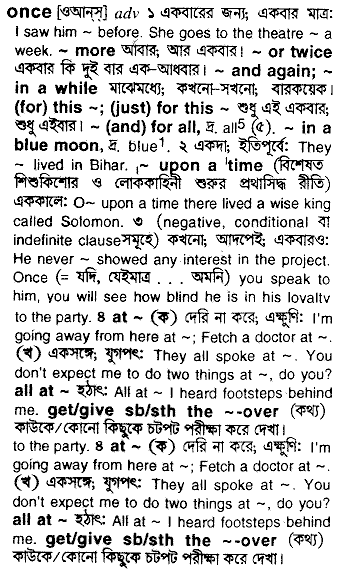 once [ওআন্‌স্‌] adv ১ একবারের জন্য; একবার মাত্র:
I saw him ~ before. She goes to the theatre ~ a
week. ~ more আবার; আর একবার। ~ or twice
একবার কি দুই বার এক-আধবার। ~ and again; ~
in a while মাঝেমধ্যে; কখনো-সখনো; বারকয়েক।
(for) this ~; (just) for this ~ শুধু এই একবার;
শুধু এইবার। ~ (and) for all, দ্র. all⁵ (৫). ~ in a
blue moon, দ্র. blue¹. ২ একদা; ইতিপূর্বে: They
~ lived in Bihar. ~ upon a 'time (বিশেষত
শিশুকিশোর ও লোককাহিনী শুরুর প্রথাসিদ্ধ রীতি)
এককালে: O~ upon a time there lived a wise king
called Solomon. ৩ (negative, conditional বা
indefinite clauseসমূহে) কখনো; আদপেই; একবারও:
He never ~ showed any interest in the project.
Once (= যদি, যেইমাত্র . . . অমনি) you speak to
him, you will see how blind he is in his lovaltv
to the party. ৪ at ~ (ক) দেরি না করে; এক্ষুণি: I'm
going away from here at ~; Fetch a doctor at ~.
(খ) একসঙ্গে; যুগপৎ: They all spoke at ~. You
don't expect me to do two things at ~, do you?
all at ~ হঠাৎ: All at ~ I heard footsteps behind
me. get/give sb/sth the ~-over (কথ্য)
কাউকে/কোনো কিছুকে চটপট পরীক্ষা করে দেখা।
to the party. ৪ at ~ (ক) দেরি না করে; এক্ষুণি: I'm
going away from here at ~; Fetch a doctor at ~.
(খ) একসঙ্গে; যুগপৎ: They all spoke at ~. You
don't expect me to do two things at ~, do you?
all at ~ হঠাৎ: All at ~ I heard footsteps behind
me. get/give sb/sth the ~-over (কথ্য)
কাউকে/কোনো কিছুকে চটপট পরীক্ষা করে দেখা।